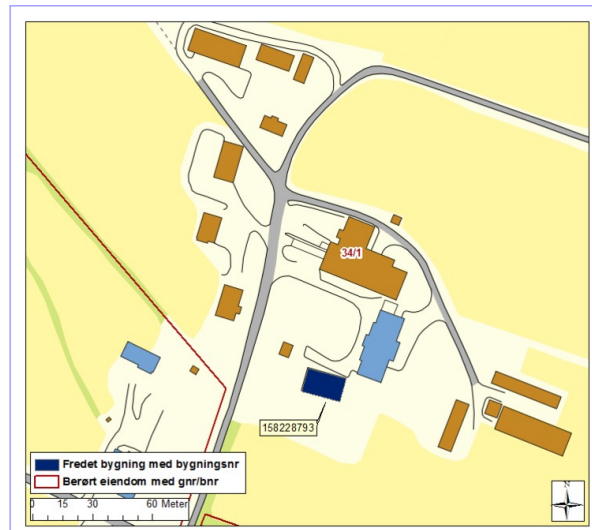 34/1
158228793
Fredet bygning med bygningsnr
Berørt eiendom med gnr/bnr
0 15 30 60 Meter
N